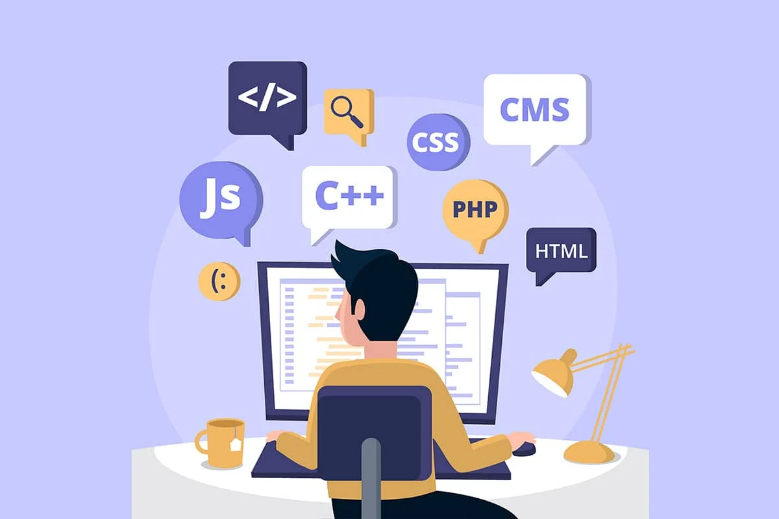 </>
CMS
CSS
Js
C++
PHP
HTML
(: